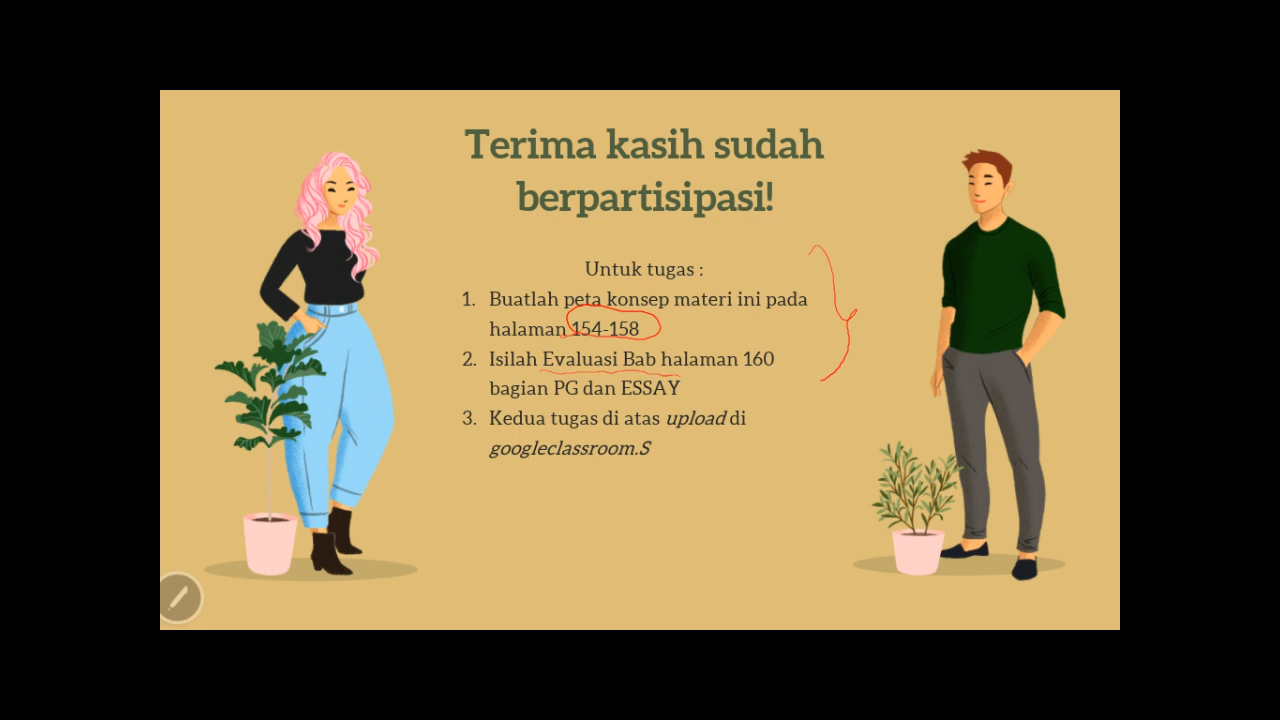 Terima kasih sudah
berpartisipasi!
Untuk tugas :
1. Buatlah peta konsep materi ini pada
halaman 154-158
2. Isilah Evaluasi Bab halaman 160
bagian PG dan ESSAY
3. Kedua tugas di atas upload di
googleclassroom.S